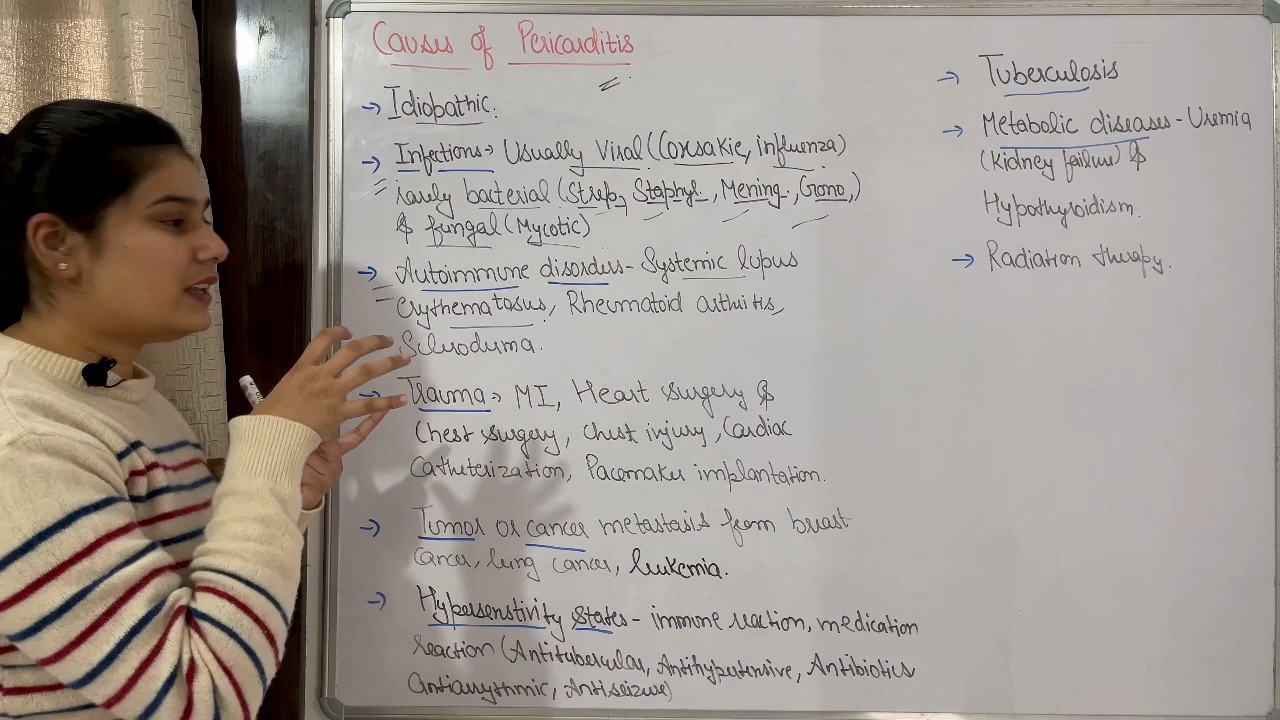 Causes of Pericarditis
→ Idiopathic.
→ Infections → Usually Viral (Coxsakie, influenza)
rarely bacterial (Strep, Staphyl., Mening., Gono,)
& fungal (Mycotic)
→ Autoimmune disorders - Systemic lupus
erythematosus, Rheumatoid arthritis,
Scleroderma.
→ Trauma → MI, Heart surgery &
Chest surgery, Chest injury, Cardiac
Catheterization, Pacemaker implantation.
→ Tumor or cancer metastasis from breast
cancer, lung cancer, leukemia.
→ Hypersenstivity states - immune reaction, medication
reaction (Antitubercular, Antihypertensive, Antibiotics
Antiarrythmic, Antiseizure)
→ Tuberculosis
→ Metabolic diseases - Uremia
(kidney failure) &
Hypothyroidism.
→ Radiation therapy.